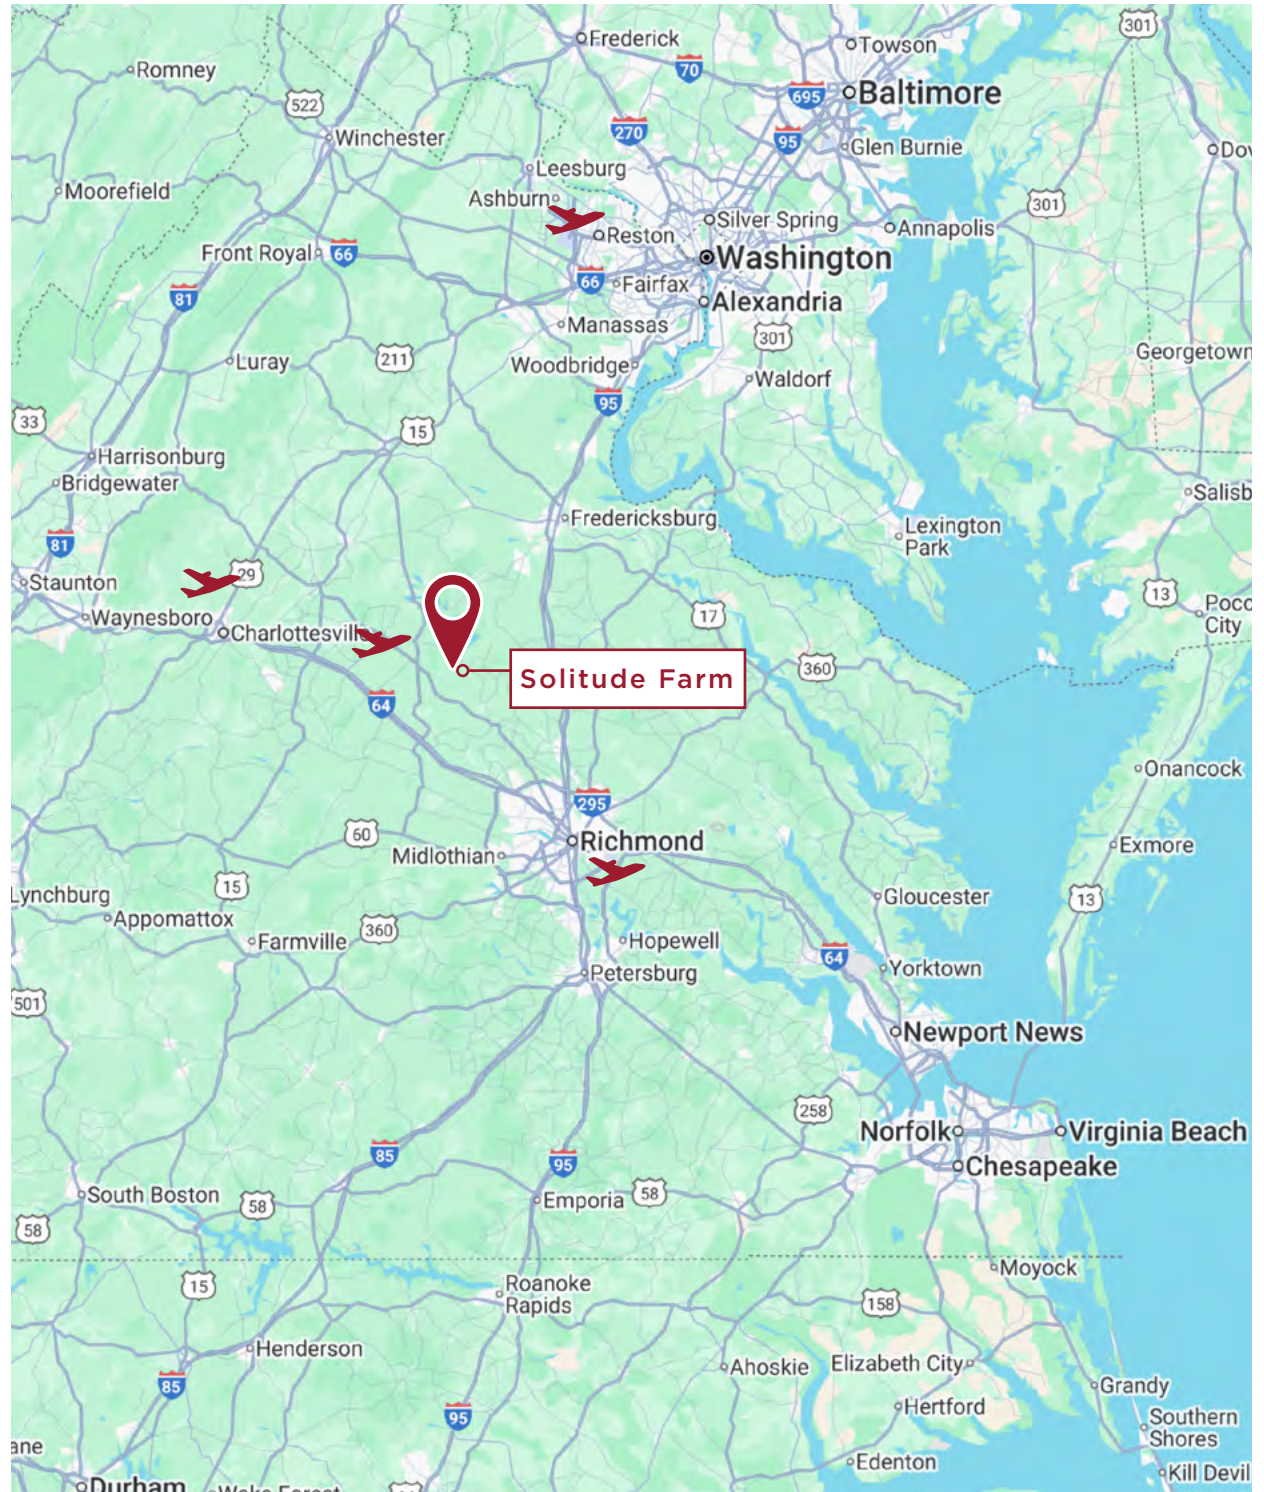 301
Frederick
Towson
Romney
70
695
Baltimore
522
270
95
Winchester
Glen Burnie
Leesburg
Moorefield
Ashburn
301
Silver Spring
Annapolis
Reston
Front Royal
66
Washington
66
Fairfax
81
Alexandria
Manassas
301
Georgetown
Luray
211
Woodbridge
Waldorf
95
33
15
Harrisonburg
Bridgewater
Salisb
Fredericksburg
Lexington
Park
81
29
Staunton
13
Poco
City
Waynesboro
17
Charlottesville
360
Solitude Farm
64
Onancock
295
60
Richmond
Exmore
Midlothian
15
Lynchburg
Gloucester
13
Appomattox
360
Farmville
Hopewell
64
Yorktown
Petersburg
501
Newport News
258
Norfolk
Virginia Beach
85
95
Chesapeake
South Boston
58
58
Emporia
58
Moyock
15
Roanoke
Rapids
158
Henderson
Ahoskie
Elizabeth City
85
Grandy
Hertford
95
Southern
Shores
ane
Edenton
Kill Devil
Durham
Wake Forest